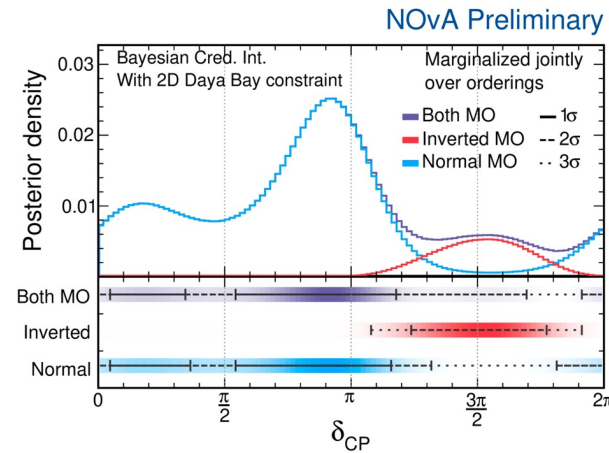 NOvA Preliminary
Bayesian Cred. Int.
With 2D Daya Bay constraint
Marginalized jointly
over orderings
Both MO 1σ
Inverted MO 2σ
Normal MO 3σ
Posterior density
0.03
0.02
0.01
Both MO
Inverted
Normal
0 π/2 π 3π/2 2π
δCP